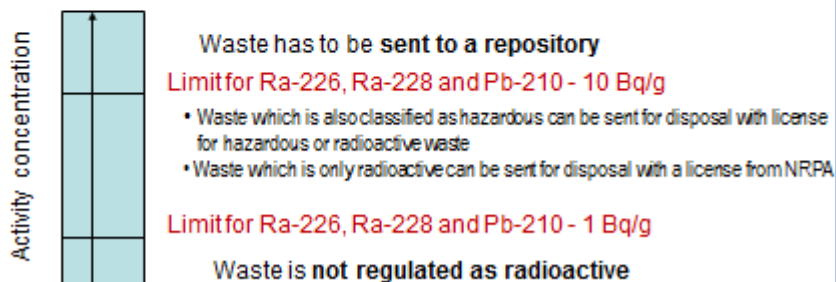 Activity concentration
Waste has to be sent to a repository
Limit for Ra-226, Ra-228 and Pb-210 - 10 Bq/g
• Waste which is also classified as hazardous can be sent for disposal with license
for hazardous or radioactive waste
• Waste which is only radioactive can be sent for disposal with a license from NRPA
Limit for Ra-226, Ra-228 and Pb-210 - 1 Bq/g
Waste is not regulated as radioactive